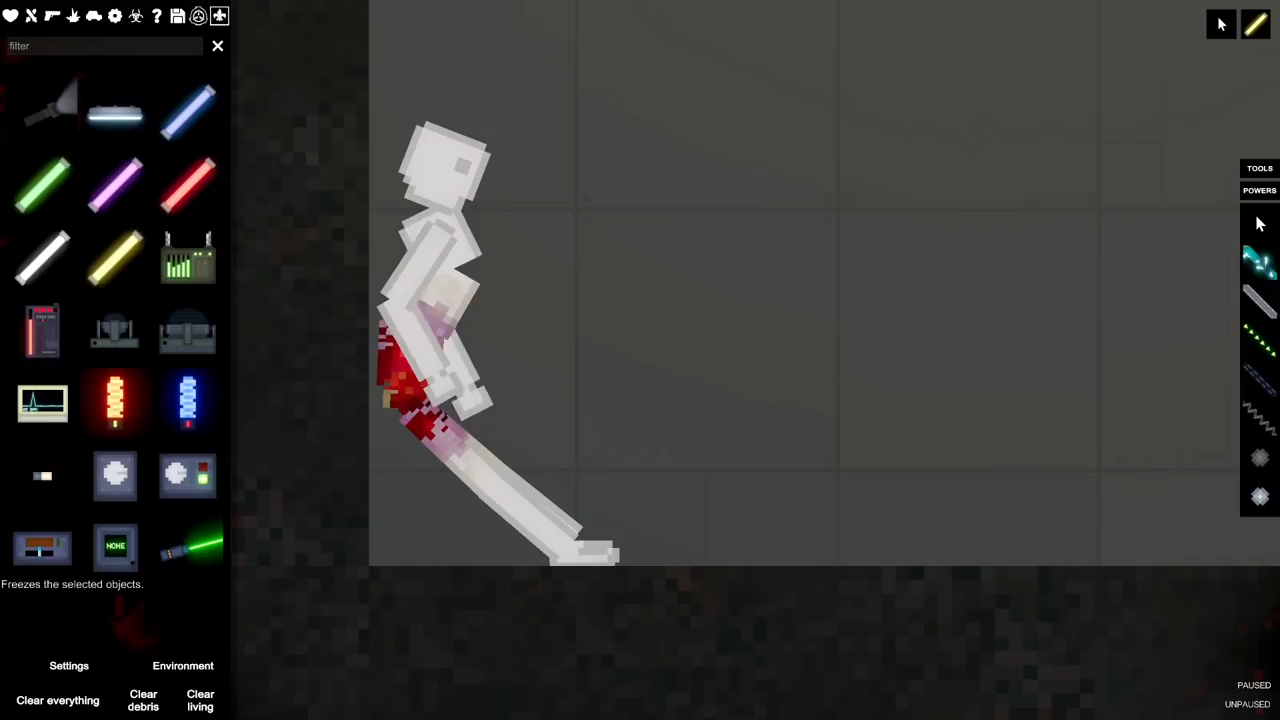 filter
TOOLS
POWERS
NONE
Freezes the selected objects.
Settings
Environment
Clear everything
Clear
debris
Clear
living
PAUSED
UNPAUSED